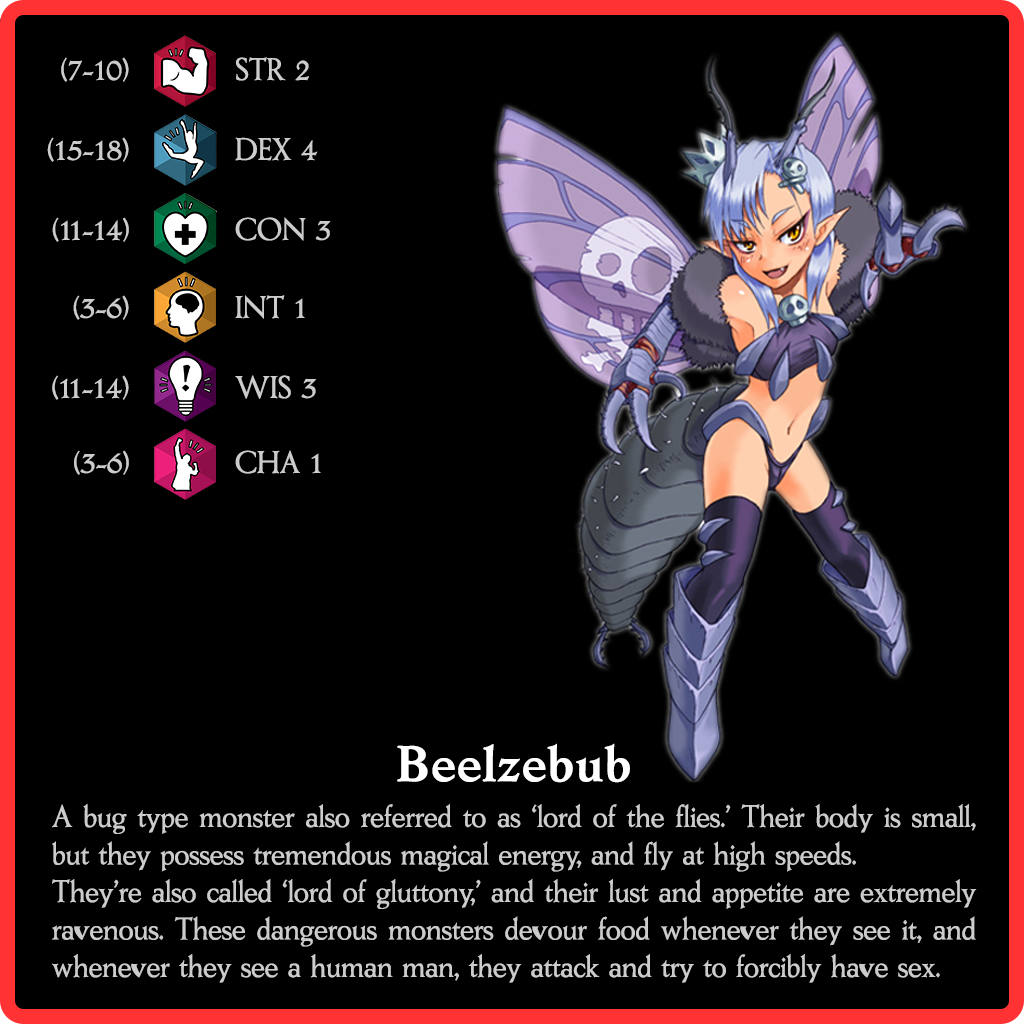 (7-10) STR 2
(15-18) DEX 4
(11-14) CON 3
(3-6) INT 1
(11-14) WIS 3
(3-6) CHA 1
Beelzebub
A bug type monster also referred to as ‘lord of the flies.’ Their body is small,
but they possess tremendous magical energy, and fly at high speeds.
They’re also called ‘lord of gluttony,’ and their lust and appetite are extremely
ravenous. These dangerous monsters devour food whenever they see it, and
whenever they see a human man, they attack and try to forcibly have sex.